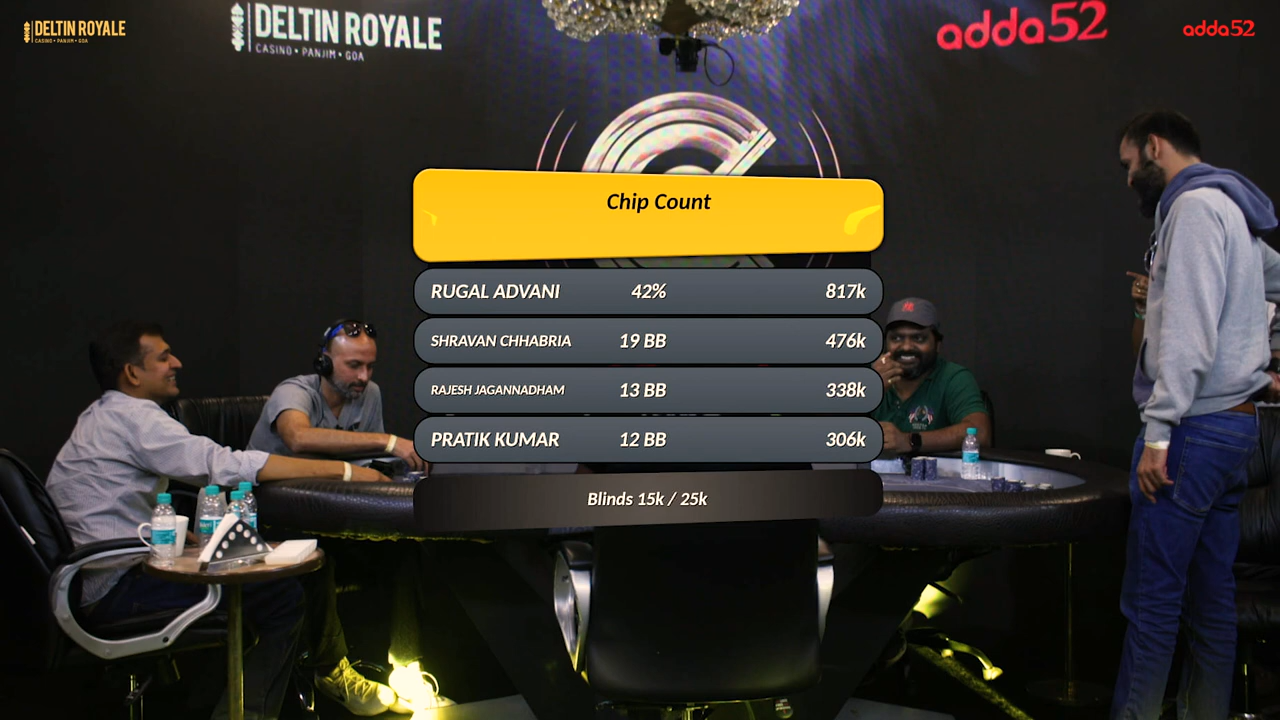 DELTIN ROYALE
CASINO • PANJIM • GOA
DELTIN ROYALE
CASINO • PANJIM • GOA
adda52
adda52
Chip Count
RUGAL ADVANI 42% 817k
SHRAVAN CHHABRIA 19 BB 476k
RAJESH JAGANNADHAM 13 BB 338k
PRATIK KUMAR 12 BB 306k
Blinds 15k / 25k